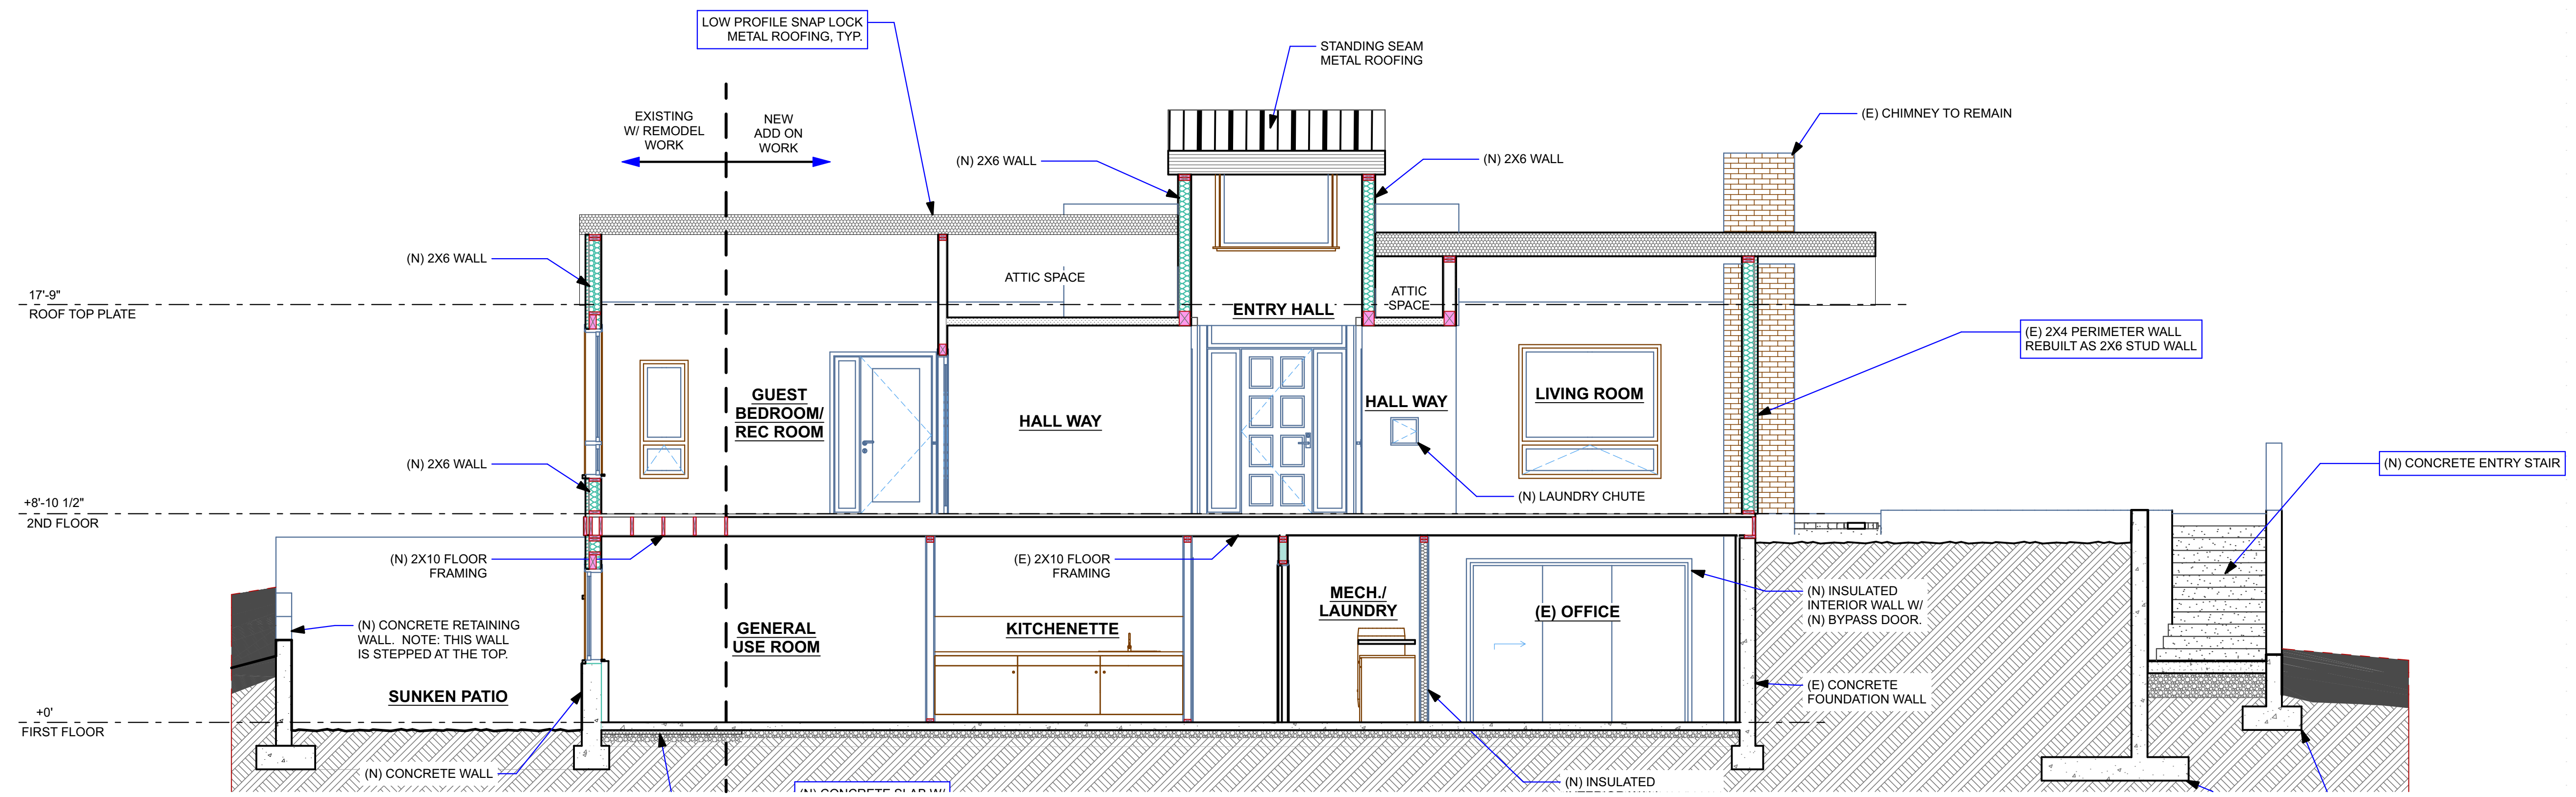 LOW PROFILE SNAP LOCK
METAL ROOFING, TYP.
STANDING SEAM
METAL ROOFING
EXISTING
W/ REMODEL
WORK
NEW
ADD ON
WORK
(E) CHIMNEY TO REMAIN
(N) 2X6 WALL
(N) 2X6 WALL
(N) 2X6 WALL
ATTIC SPACE
ATTIC
SPACE
17'-9"
ROOF TOP PLATE
ENTRY HALL
(E) 2X4 PERIMETER WALL
REBUILT AS 2X6 STUD WALL
GUEST
BEDROOM/
REC ROOM
HALL WAY
HALL WAY
LIVING ROOM
(N) 2X6 WALL
(N) CONCRETE ENTRY STAIR
(N) LAUNDRY CHUTE
+8'-10 1/2"
2ND FLOOR
(N) 2X10 FLOOR
FRAMING
(E) 2X10 FLOOR
FRAMING
MECH./
LAUNDRY
(E) OFFICE
(N) INSULATED
INTERIOR WALL W/
(N) BYPASS DOOR.
(N) CONCRETE RETAINING
WALL. NOTE: THIS WALL
IS STEPPED AT THE TOP.
GENERAL
USE ROOM
KITCHENETTE
SUNKEN PATIO
(E) CONCRETE
FOUNDATION WALL
+0'
FIRST FLOOR
(N) CONCRETE WALL
(N) CONCRETE SLAB W/
(N) INSULATED